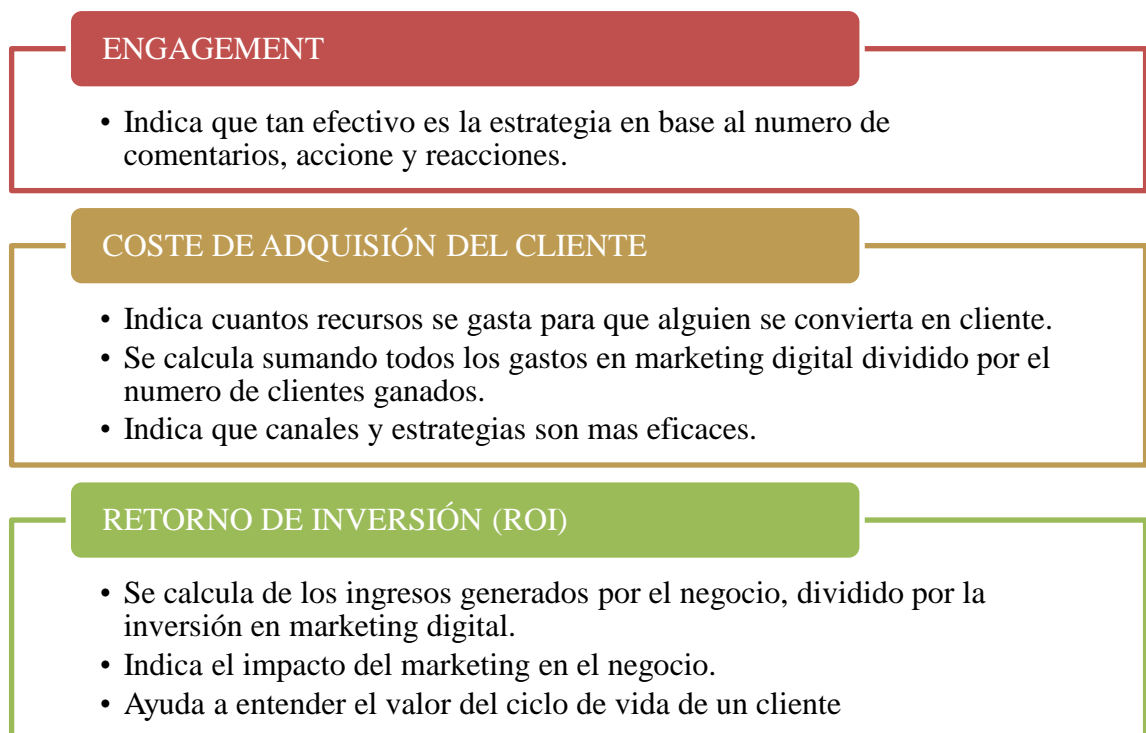 ENGAGEMENT
• Indica que tan efectivo es la estrategia en base al numero de
comentarios, accione y reacciones.
COSTE DE ADQUISIÓN DEL CLIENTE
• Indica cuantos recursos se gasta para que alguien se convierta en cliente.
• Se calcula sumando todos los gastos en marketing digital dividido por el
numero de clientes ganados.
• Indica que canales y estrategias son mas eficaces.
RETORNO DE INVERSIÓN (ROI)
• Se calcula de los ingresos generados por el negocio, dividido por la
inversión en marketing digital.
• Indica el impacto del marketing en el negocio.
• Ayuda a entender el valor del ciclo de vida de un cliente